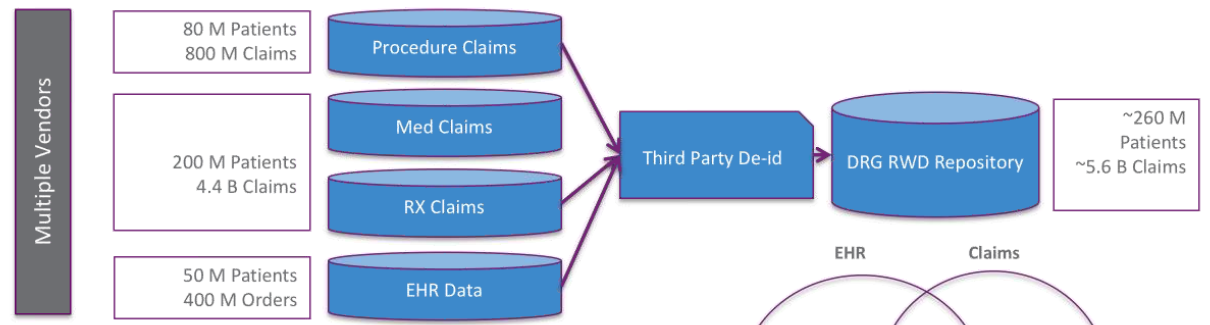 Multiple Vendors
80 M Patients
800 M Claims
Procedure Claims
200 M Patients
4.4 B Claims
Med Claims
RX Claims
50 M Patients
400 M Orders
EHR Data
Third Party De-id
DRG RWD Repository
~260 M
Patients
~5.6 B Claims
EHR
Claims